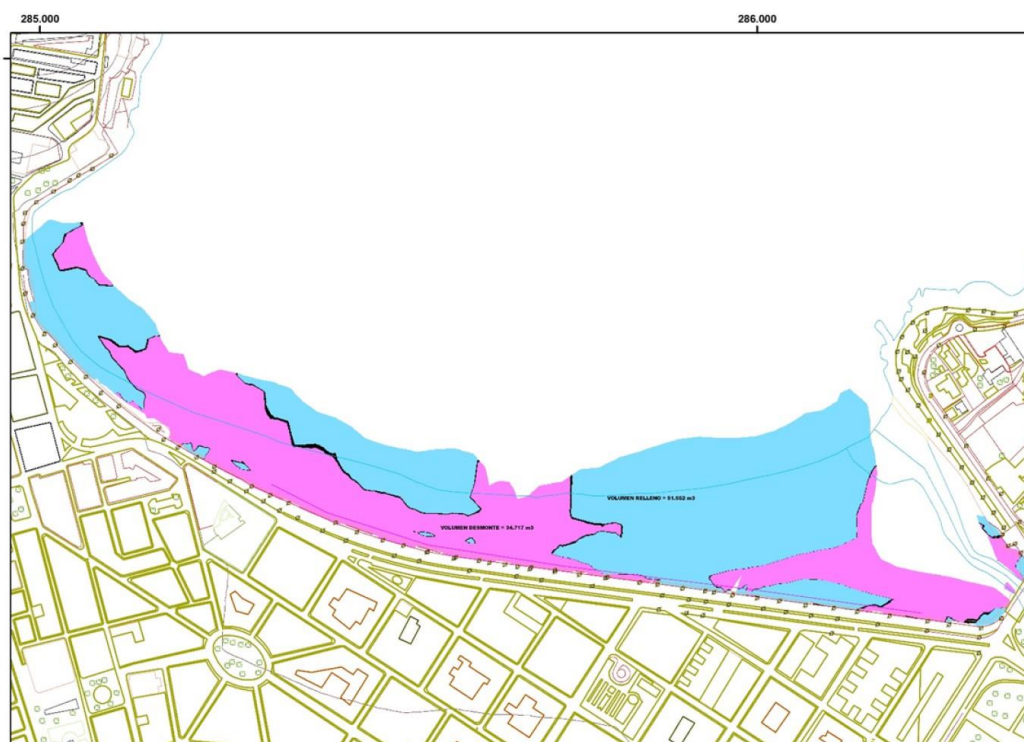 285.000
286.000
VOLUMEN RELLENO = 51.552 m3
VOLUMEN DESMONTE = 34.717 m3